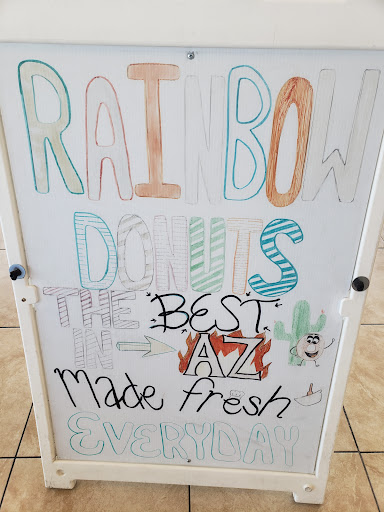 RAINBOW
DONUTS
THE "BEST"
IN AZ
Made fresh
EVERYDAY